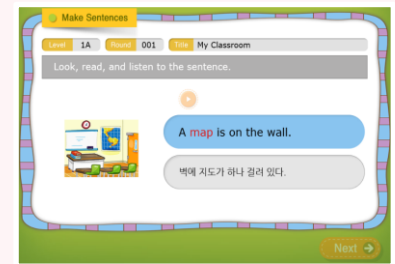 Make Sentences
Level 1A Round 001 Title My Classroom
Look, read, and listen to the sentence.
A map is on the wall.
벽에 지도가 하나 걸려 있다.
Next